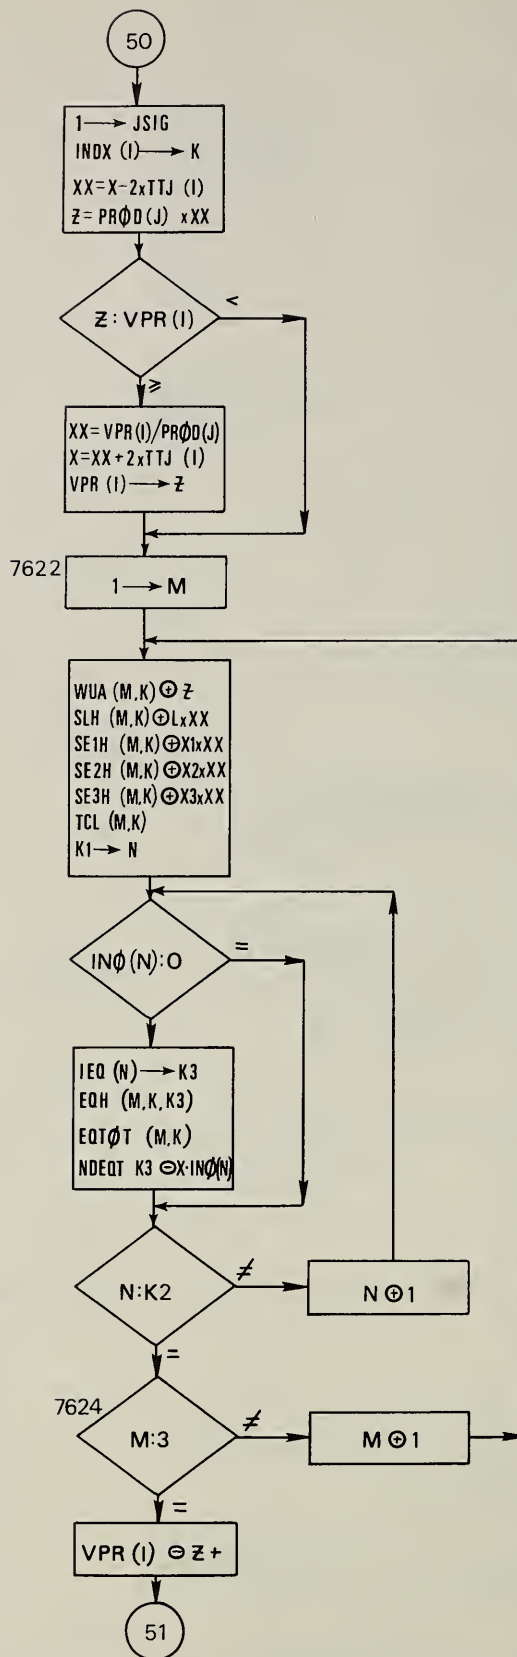 50
1 → JSIG
INDX (I) → K
XX=X-2xTTJ (I)
Z= PRØD(J) xXX
Z : VPR (I)
<
≥
XX=VPR(I)/PRØD(J)
X=XX+2xTTJ (I)
VPR (I) → Z
7622
1 → M
WUA (M,K) ⊕ Z
SLH (M,K)⊕LxXX
SE1H (M,K)⊕X1xXX
SE2H (M,K)⊕X2xXX
SE3H (M,K)⊕X3xXX
TCL (M,K)
K1 → N
INØ(N):0
=
IEQ (N) → K3
EQH (M,K,K3)
EQTØT (M,K)
NDEQT K3 ⊖X·INØ(N)
N:K2
≠
N ⊕ 1
=
7624
M:3
≠
M ⊕ 1
=
VPR (I) ⊖ Z +
51